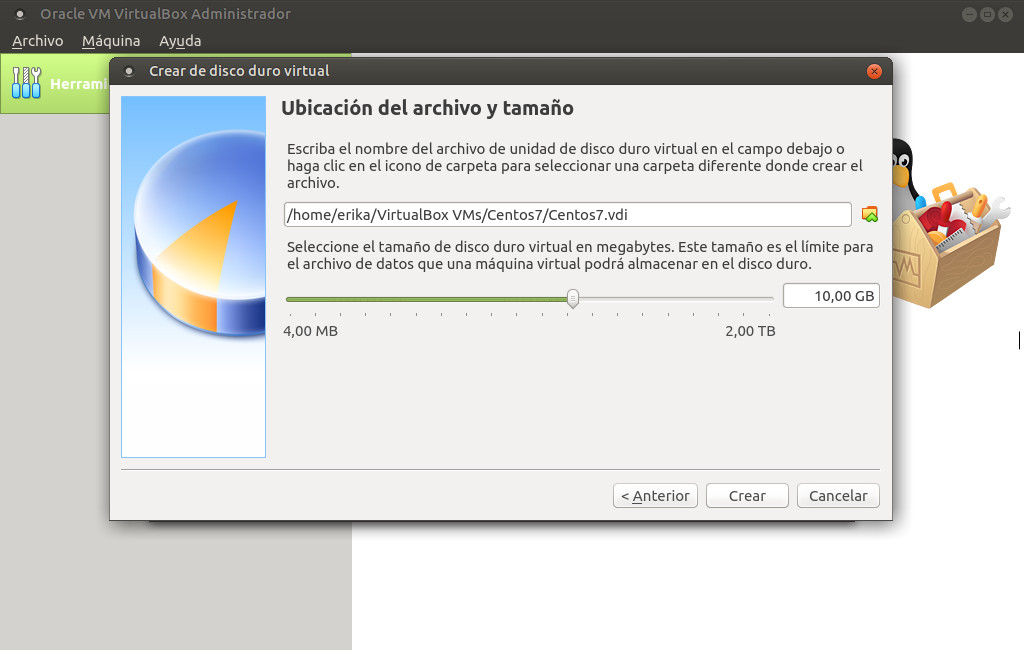 Oracle VM VirtualBox Administrador
Archivo Máquina Ayuda
Herrami
Crear de disco duro virtual
Ubicación del archivo y tamaño
Escriba el nombre del archivo de unidad de disco duro virtual en el campo debajo o
haga clic en el icono de carpeta para seleccionar una carpeta diferente donde crear el
archivo.
/home/erika/VirtualBox VMs/Centos7/Centos7.vdi
Seleccione el tamaño de disco duro virtual en megabytes. Este tamaño es el límite para
el archivo de datos que una máquina virtual podrá almacenar en el disco duro.
10,00 GB
4,00 MB 2,00 TB
< Anterior Crear Cancelar